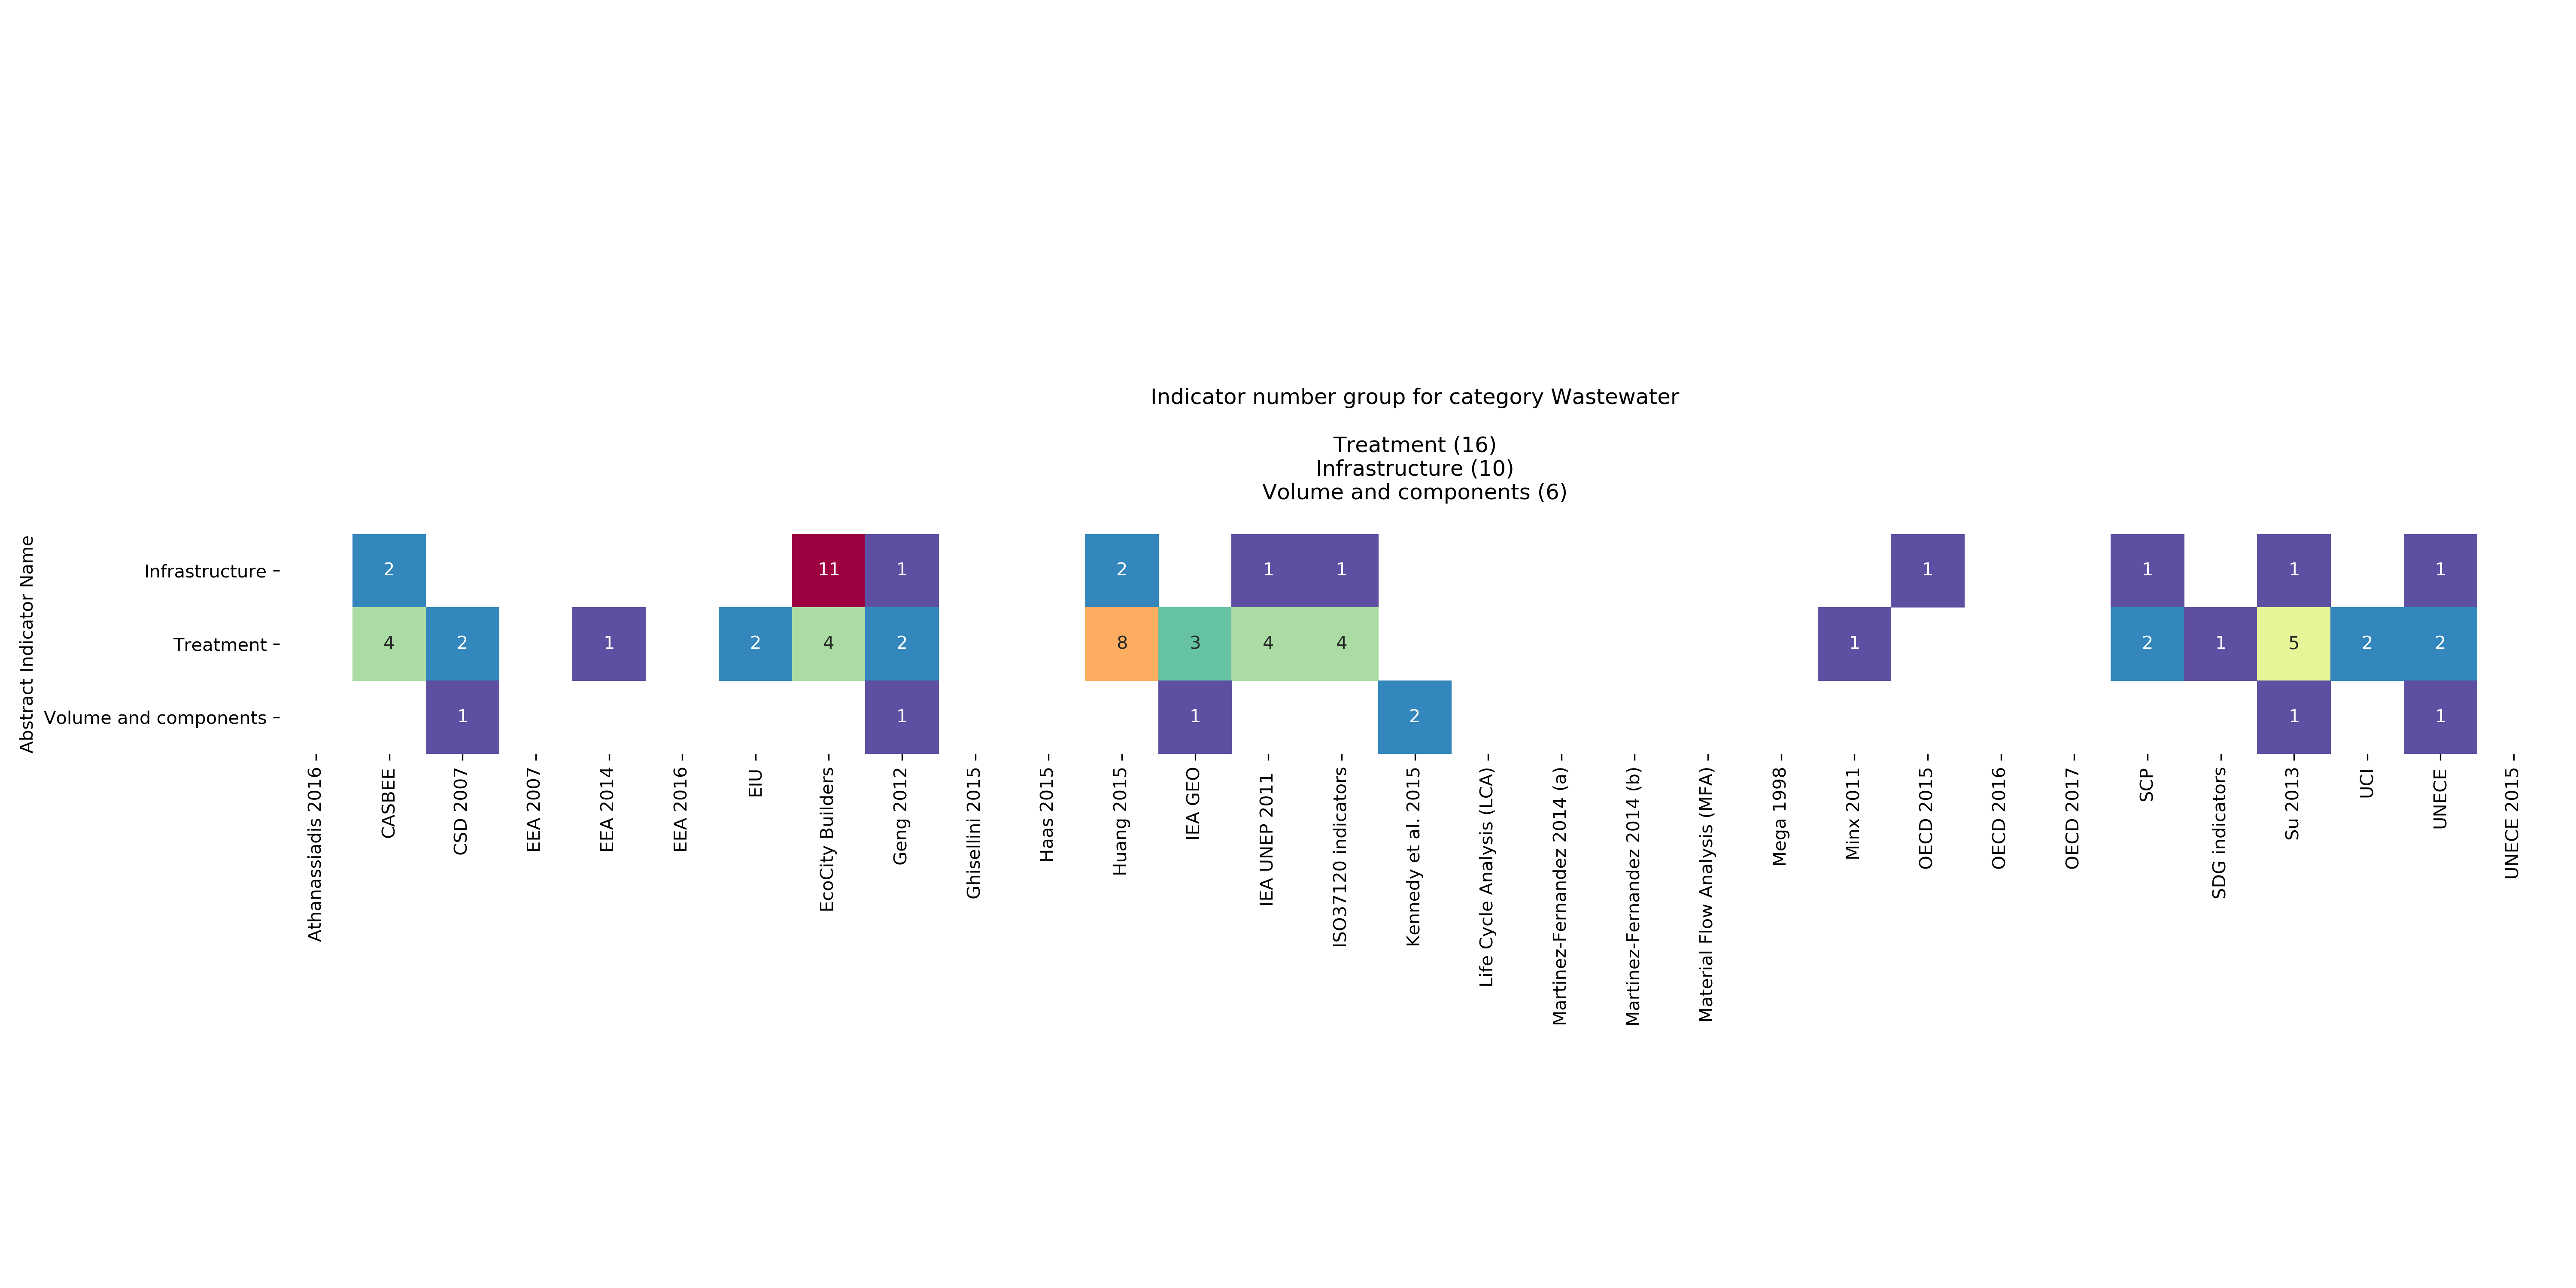 Indicator number group for category Wastewater
Treatment (16)
Infrastructure (10)
Volume and components (6)
Abstract Indicator Name
Infrastructure
2 11 1 2 1 1 1 1 1 1
Treatment
4 2 1 2 4 2 8 3 4 4 1 2 1 5 2 2
Volume and components
1 1 1 2 1 1
Athanassiadis 2016
CASBEE
CSD 2007
EEA 2007
EEA 2014
EEA 2016
EIU
EcoCity Builders
Geng 2012
Ghisellini 2015
Haas 2015
Huang 2015
IEA GEO
IEA UNEP 2011
ISO37120 indicators
Kennedy et al. 2015
Life Cycle Analysis (LCA)
Martinez-Fernandez 2014 (a)
Martinez-Fernandez 2014 (b)
Material Flow Analysis (MFA)
Mega 1998
Minx 2011
OECD 2015
OECD 2016
OECD 2017
SCP
SDG indicators
Su 2013
UCI
UNECE
UNECE 2015